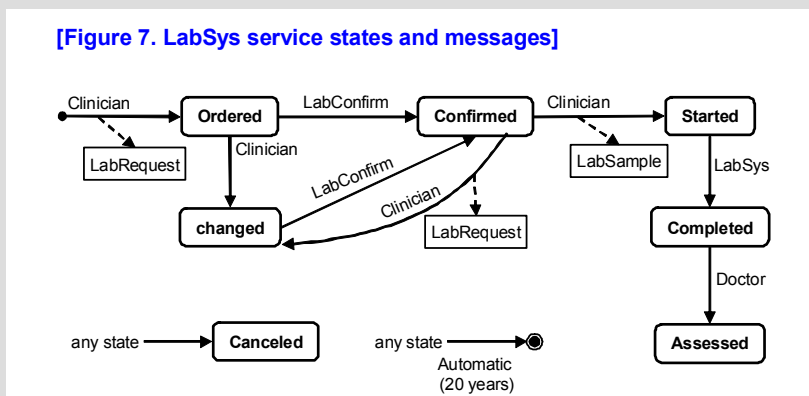 [Figure 7. LabSys service states and messages]
Clinician
Ordered
LabConfirm
Confirmed
Clinician
Started
LabRequest
Clinician
LabConfirm
Clinician
LabSample
LabSys
changed
LabRequest
Completed
Doctor
any state
Canceled
any state
Automatic
(20 years)
Assessed